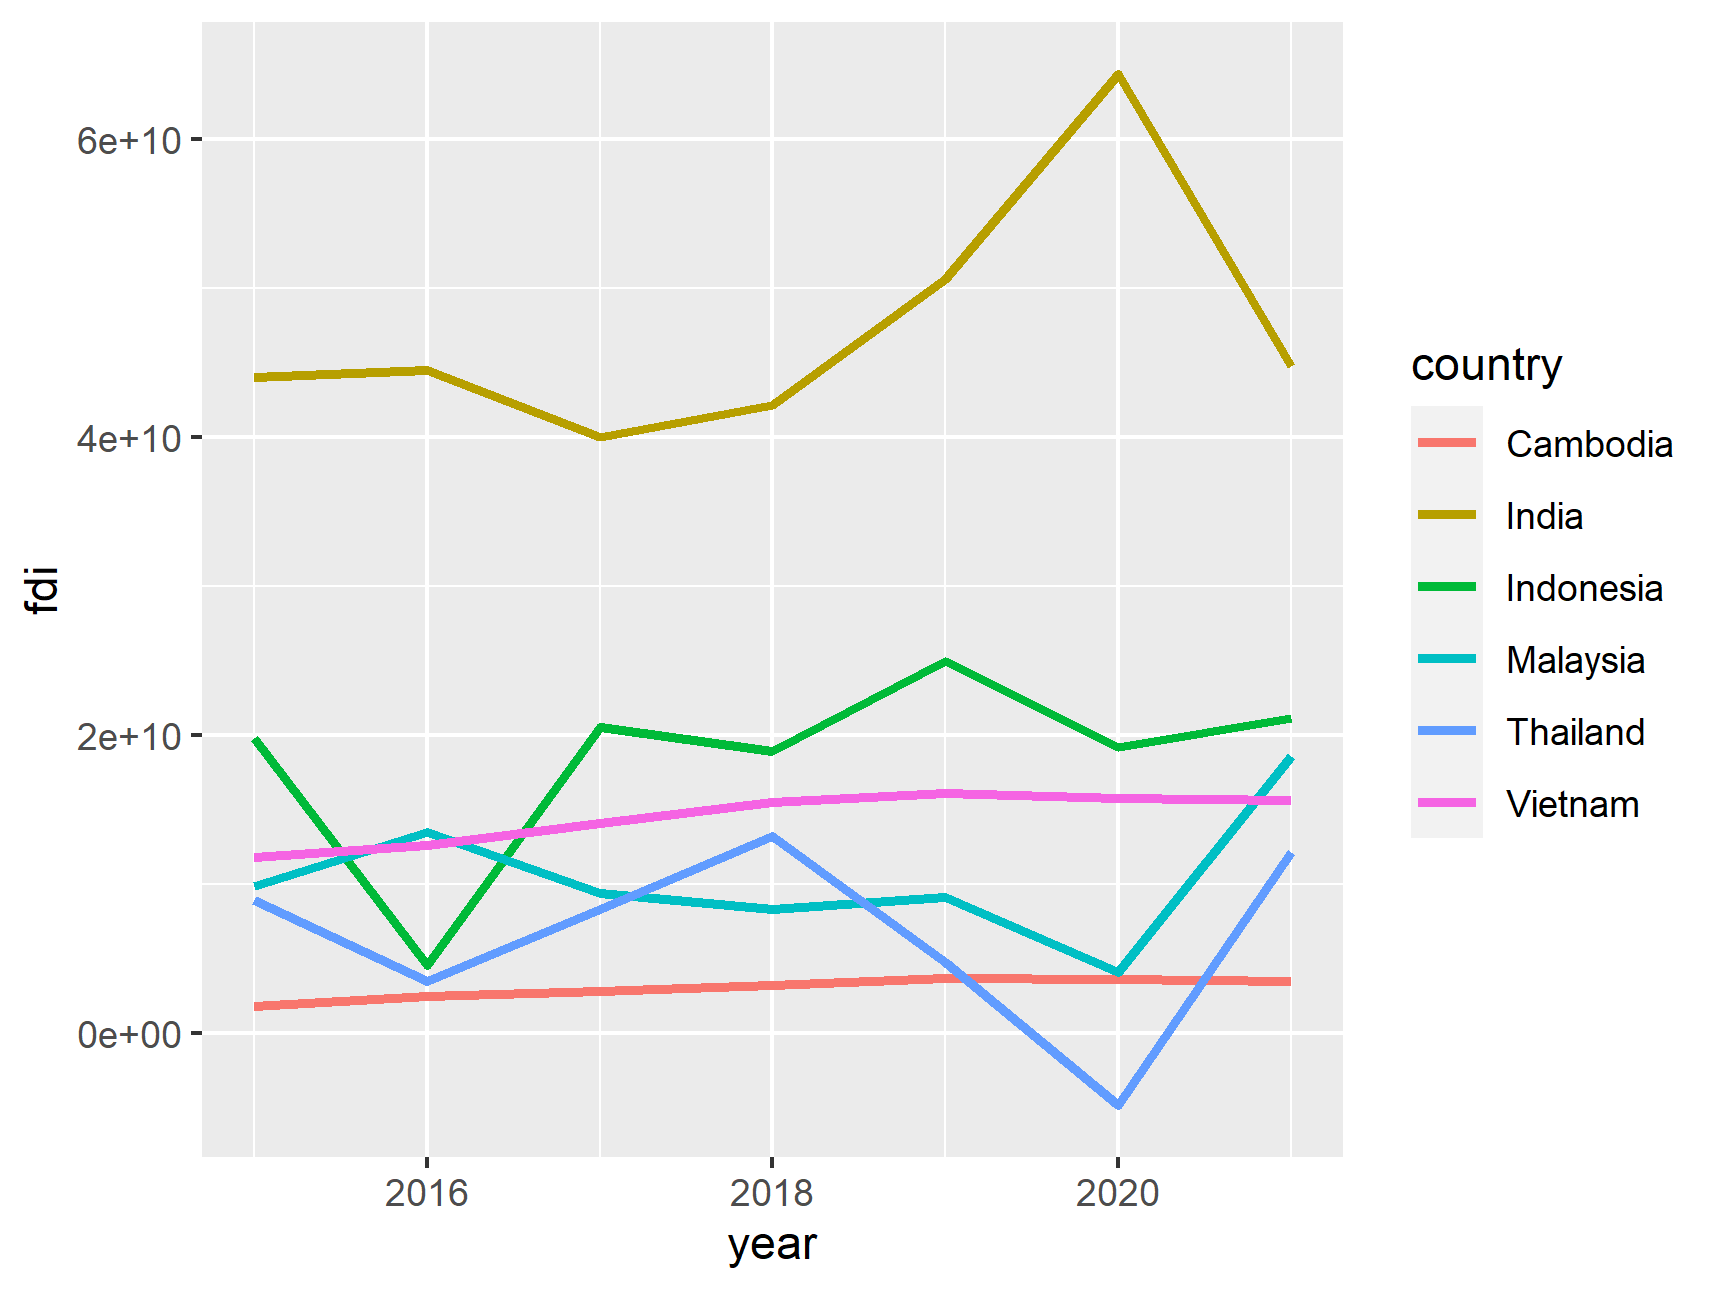 6e+10
4e+10
2e+10
0e+00
fdi
2016 2018 2020
year
country
Cambodia
India
Indonesia
Malaysia
Thailand
Vietnam